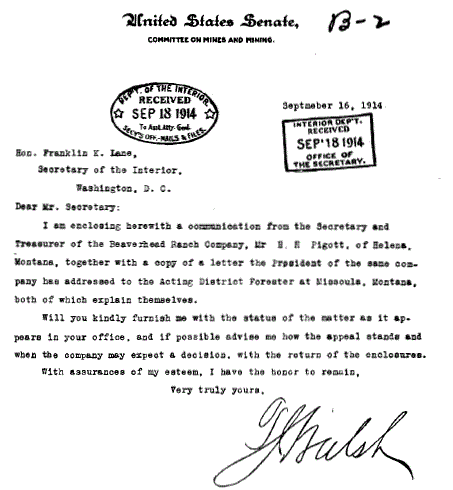 United States Senate,
B-2
COMMITTEE ON MINES AND MINING.
DEP'T. OF THE INTERIOR.
RECEIVED
SEP 18 1914
To Asst. Atty. Genl.
SECY'S OFF.-MAILS & FILES.
Septmeber 16, 1914.
INTERIOR DEP'T.
RECEIVED
SEP 18 1914
OFFICE OF
THE SECRETARY.
Hon. Franklin K. Lane,
Secretary of the Interior,
Washington, D. C.
Dear Mr. Secretary:
I am enclosing herewith a communication from the Secretary and
Treasurer of the Beaverhead Ranch Company, Mr Pigott, of Helena,
Montana, together with a copy of a letter the President of the same com-
pany has addressed to the Acting District Forester at Missoula, Montana,
both of which explain themselves.
Will you kindly furnish me with the status of the matter as it ap-
pears in your office, and if possible advise me how the appeal stands and
when the company may expect a decision, with the return of the enclosures.
With assurances of my esteem, I have the honor to remain,
Very truly yours,
TJWalsh